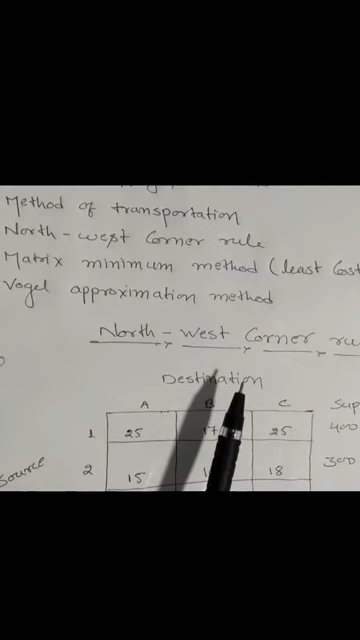 Method of transportation
North-west corner rule
Matrix minimum method (least Cost
Vogel approximation method
North-west Corner
Destination
A B C Sup
1 25 25 400
Source 2 15 18 300